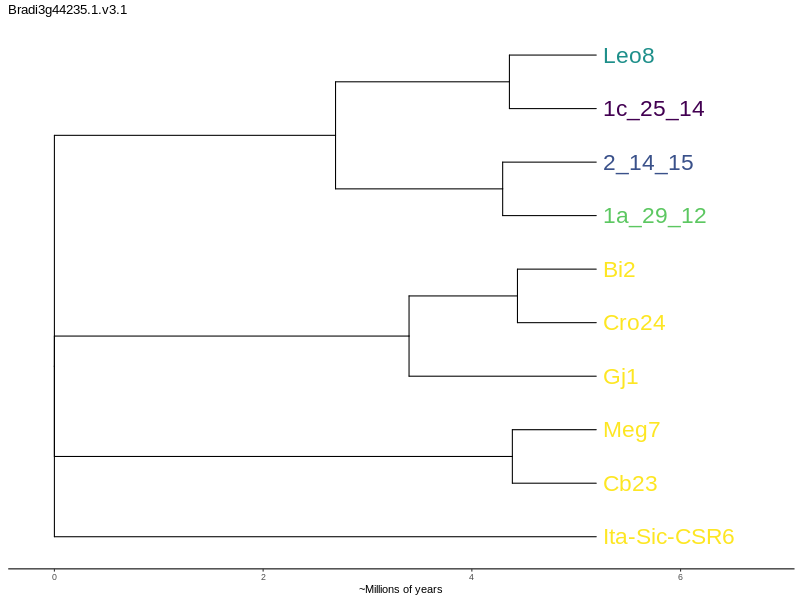 Bradi3g44235.1.v3.1
Leo8
1c_25_14
2_14_15
1a_29_12
Bi2
Cro24
Gj1
Meg7
Cb23
Ita-Sic-CSR6
0 2 4 6
~Millions of years